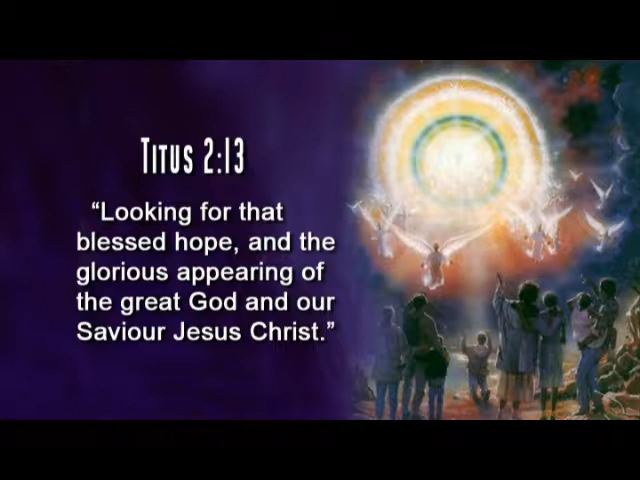 Titus 2:13
“Looking for that
blessed hope, and the
glorious appearing of
the great God and our
Saviour Jesus Christ.”